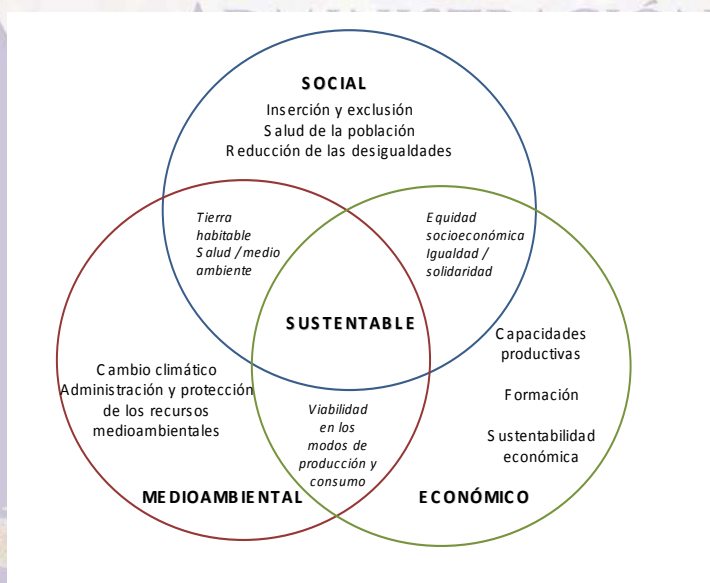 ADMINISTRACIÓN
SOCIAL
Inserción y exclusión
Salud de la población
Reducción de las desigualdades
Tierra
habitable
Salud / medio
ambiente
Equidad
socioeconómica
Igualdad /
solidaridad
SUSTENTABLE
Capacidades
productivas
Formación
Sustentabilidad
económica
Cambio climático
Administración y protección
de los recursos
medioambientales
Viabilidad
en los
modos de
producción y
consumo
MEDIOAMBIENTAL
ECONÓMICO